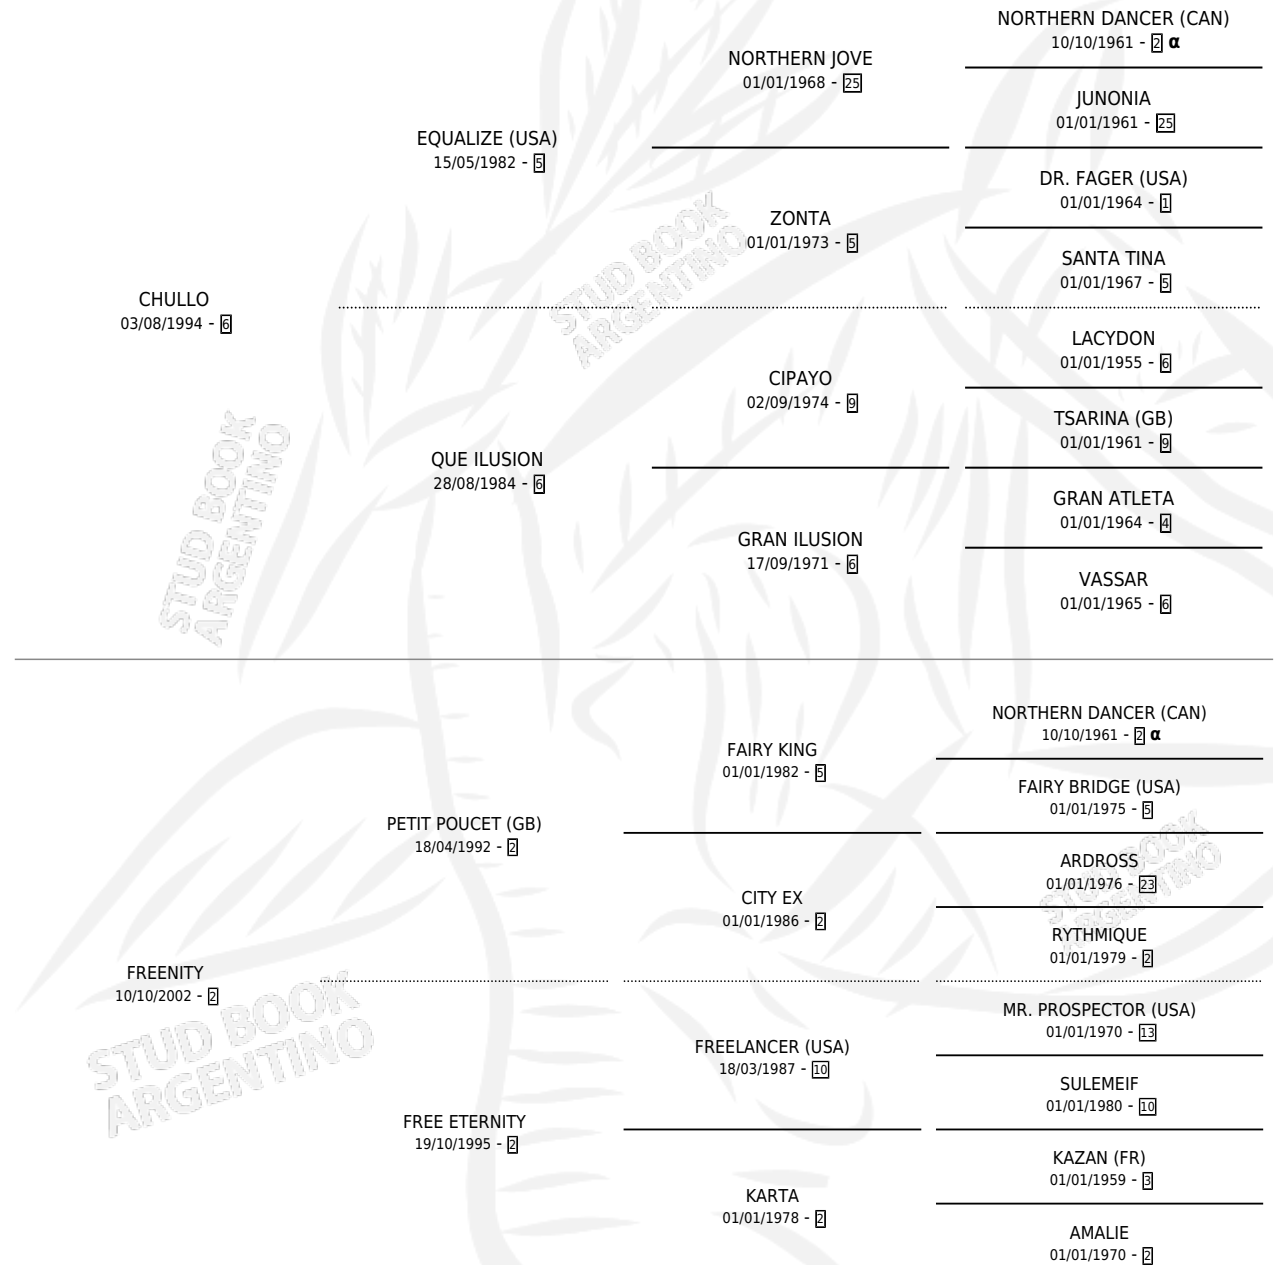 NORTHERN DANCER (CAN)
10/10/1961 - 2 α
NORTHERN JOVE
01/01/1968 - 25
JUNONIA
01/01/1961 - 25
EQUALIZE (USA)
15/05/1982 - 5
DR. FAGER (USA)
01/01/1964 - 1
ZONTA
01/01/1973 - 5
SANTA TINA
01/01/1967 - 5
CHULLO
03/08/1994 - 6
LACYDON
01/01/1955 - 6
CIPAYO
02/09/1974 - 9
TSARINA (GB)
01/01/1961 - 9
QUE ILUSION
28/08/1984 - 6
GRAN ATLETA
01/01/1964 - 4
GRAN ILUSION
17/09/1971 - 6
VASSAR
01/01/1965 - 6
NORTHERN DANCER (CAN)
10/10/1961 - 2 α
FAIRY KING
01/01/1982 - 5
FAIRY BRIDGE (USA)
01/01/1975 - 5
PETIT POUCET (GB)
18/04/1992 - 2
ARDROSS
01/01/1976 - 23
CITY EX
01/01/1986 - 2
RYTHMIQUE
01/01/1979 - 2
FREENITY
10/10/2002 - 2
MR. PROSPECTOR (USA)
01/01/1970 - 13
FREELANCER (USA)
18/03/1987 - 10
SULEMEIF
01/01/1980 - 10
FREE ETERNITY
19/10/1995 - 2
KAZAN (FR)
01/01/1959 - 3
KARTA
01/01/1978 - 2
AMALIE
01/01/1970 - 2
STUD BOOK
ARGENTINO
STUD BOOK
ARGENTINO
STUD BOOK
ARGENTINO
STUD BOOK
ARGENTINO